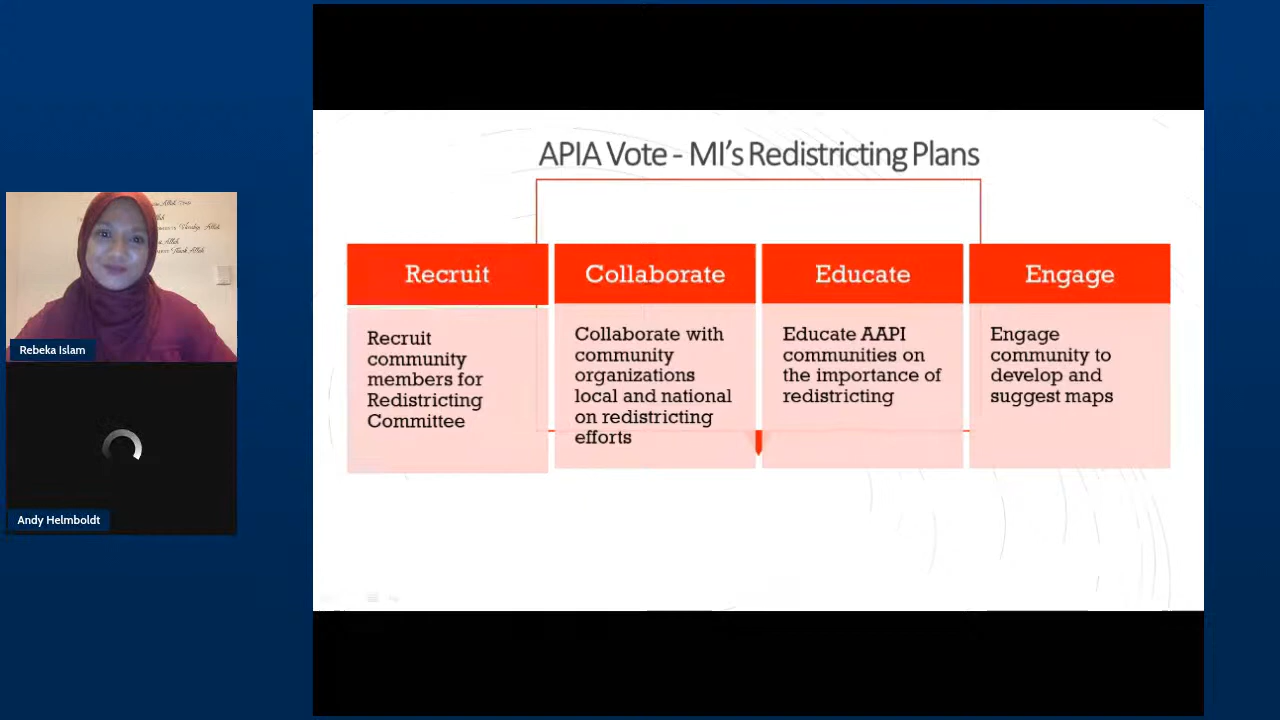 APIA Vote - MI's Redistricting Plans
Recruit
Recruit
community
members for
Redistricting
Committee
Collaborate
Collaborate with
community
organizations
local and national
on redistricting
efforts
Educate
Educate AAPI
communities on
the importance of
redistricting
Engage
Engage
community to
develop and
suggest maps
Rebeka Islam
Andy Helmboldt